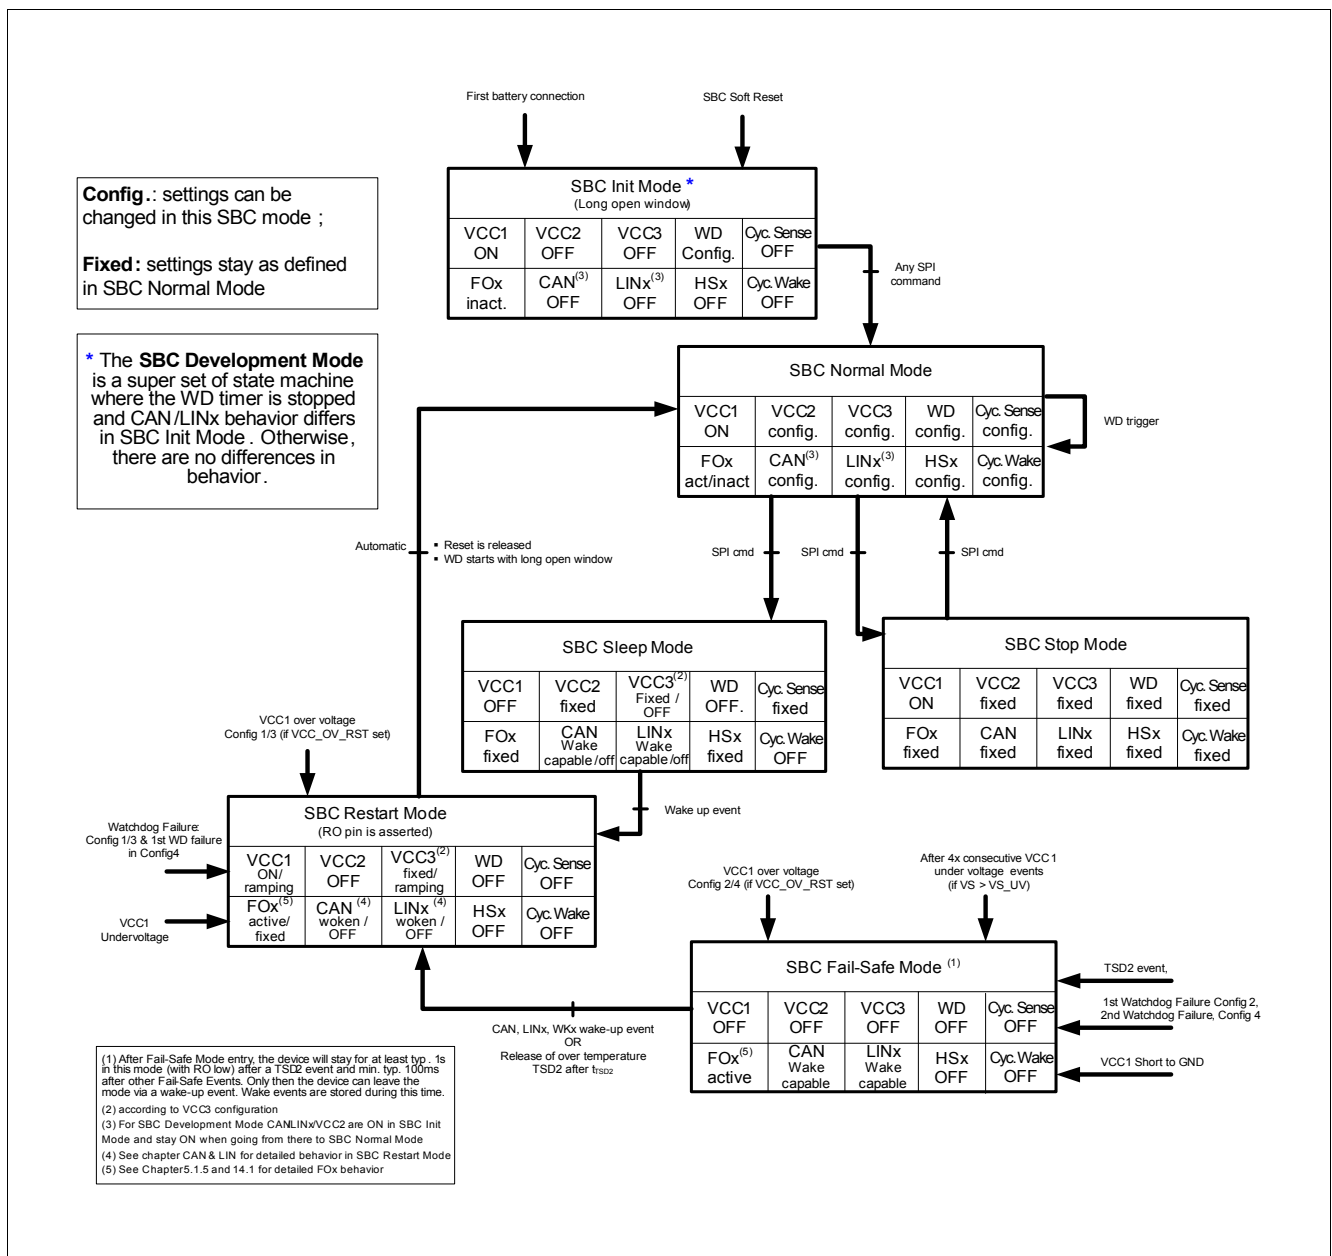 First battery connection
SBC Soft Reset
Config.: settings can be
changed in this SBC mode ;
Fixed: settings stay as defined
in SBC Normal Mode
* The SBC Development Mode
is a super set of state machine
where the WD timer is stopped
and CAN/LINx behavior differs
in SBC Init Mode. Otherwise,
there are no differences in
behavior.
SBC Init Mode *
(Long open window)
VCC1 ON
VCC2 OFF
VCC3 OFF
WD Config.
Cyc. Sense OFF
FOx inact.
CAN(3) OFF
LINx(3) OFF
HSx OFF
Cyc. Wake OFF
Any SPI
command
SBC Normal Mode
VCC1 ON
VCC2 config.
VCC3 config.
WD config.
Cyc. Sense config.
FOx act/inact
CAN(3) config.
LINx(3) config.
HSx config.
Cyc. Wake config.
WD trigger
Automatic
▪ Reset is released
▪ WD starts with long open window
SPI cmd
SPI cmd
SPI cmd
SBC Sleep Mode
VCC1 OFF
VCC2 fixed
VCC3(2) Fixed / OFF
WD OFF.
Cyc. Sense fixed
FOx fixed
CAN Wake capable /off
LINx Wake capable /off
HSx fixed
Cyc. Wake OFF
SBC Stop Mode
VCC1 ON
VCC2 fixed
VCC3 fixed
WD fixed
Cyc. Sense fixed
FOx fixed
CAN fixed
LINx fixed
HSx fixed
Cyc. Wake fixed
VCC1 over voltage
Config 1/3 (if VCC_OV_RST set)
Wake up event
Watchdog Failure:
Config 1/3 & 1st WD failure
in Config4
VCC1
Undervoltage
SBC Restart Mode
(RO pin is asserted)
VCC1 ON/ ramping
VCC2 OFF
VCC3(2) fixed/ ramping
WD OFF
Cyc. Sense OFF
FOx(5) active/ fixed
CAN(4) woken / OFF
LINx(4) woken / OFF
HSx OFF
Cyc. Wake OFF
VCC1 over voltage
Config 2/4 (if VCC_OV_RST set)
After 4x consecutive VCC1
under voltage events
(if VS > VS_UV)
SBC Fail-Safe Mode (1)
VCC1 OFF
VCC2 OFF
VCC3 OFF
WD OFF
Cyc. Sense OFF
FOx(5) active
CAN Wake capable
LINx Wake capable
HSx OFF
Cyc. Wake OFF
TSD2 event,
1st Watchdog Failure Config 2,
2nd Watchdog Failure, Config 4
VCC1 Short to GND
CAN, LINx, WKx wake-up event
OR
Release of over temperature
TSD2 after tTSD2
(1) After Fail-Safe Mode entry, the device will stay for at least typ. 1s
in this mode (with RO low) after a TSD2 event and min. typ. 100ms
after other Fail-Safe Events. Only then the device can leave the
mode via a wake-up event. Wake events are stored during this time.
(2) according to VCC3 configuration
(3) For SBC Development Mode CAN/LINx/VCC2 are ON in SBC Init
Mode and stay ON when going from there to SBC Normal Mode
(4) See chapter CAN & LIN for detailed behavior in SBC Restart Mode
(5) See Chapter 5.1.5 and 14.1 for detailed FOx behavior